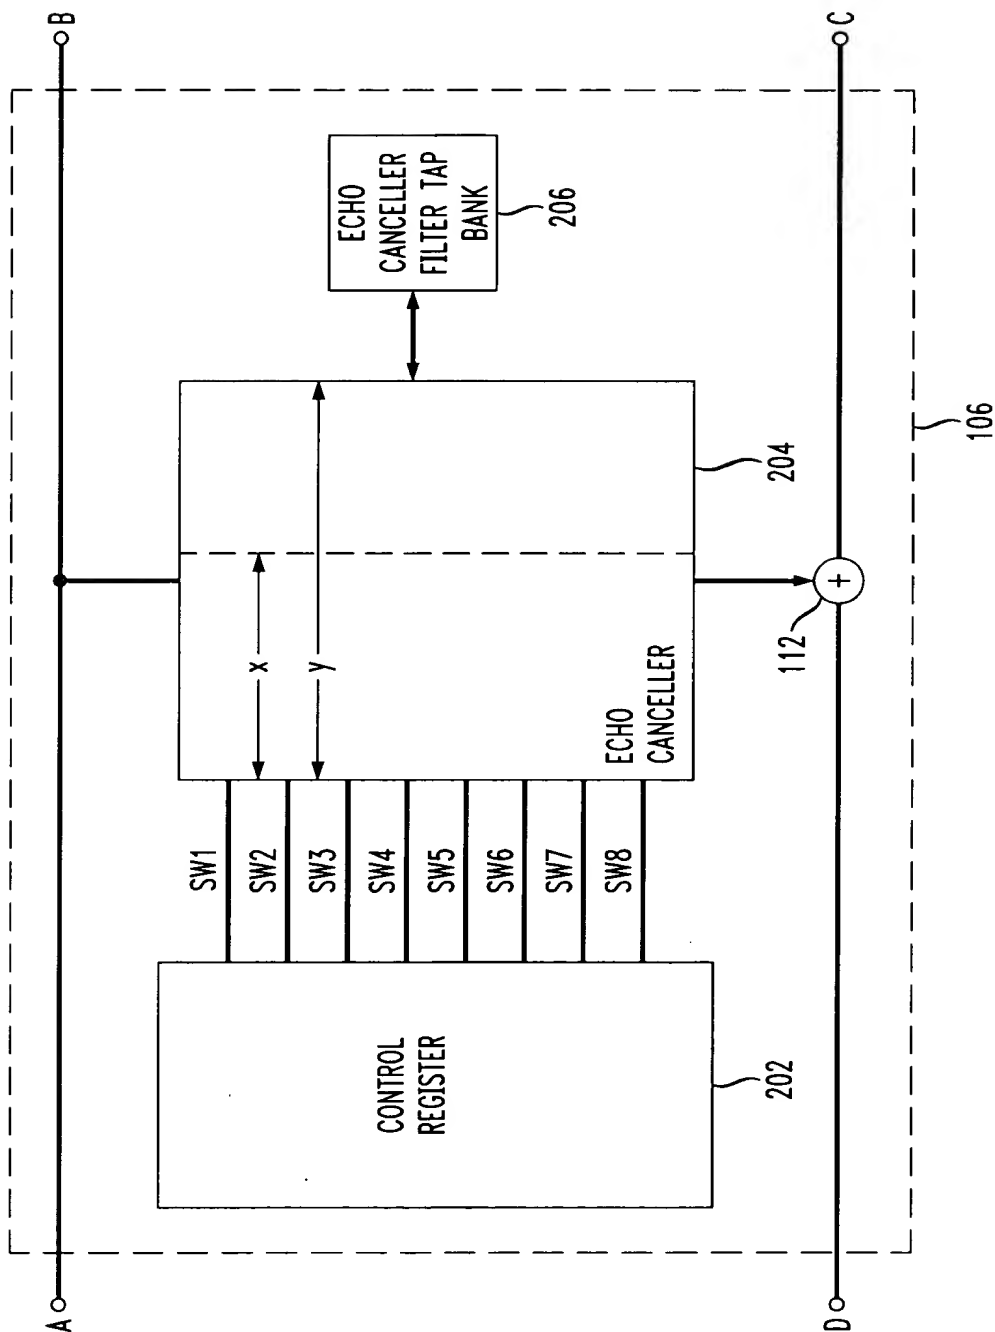 A
B
CONTROL
REGISTER
202
SW1
SW2
SW3
SW4
SW5
SW6
SW7
SW8
x
y
ECHO
CANCELLER
204
ECHO
CANCELLER
FILTER TAP
BANK
206
112
+
106
D
C